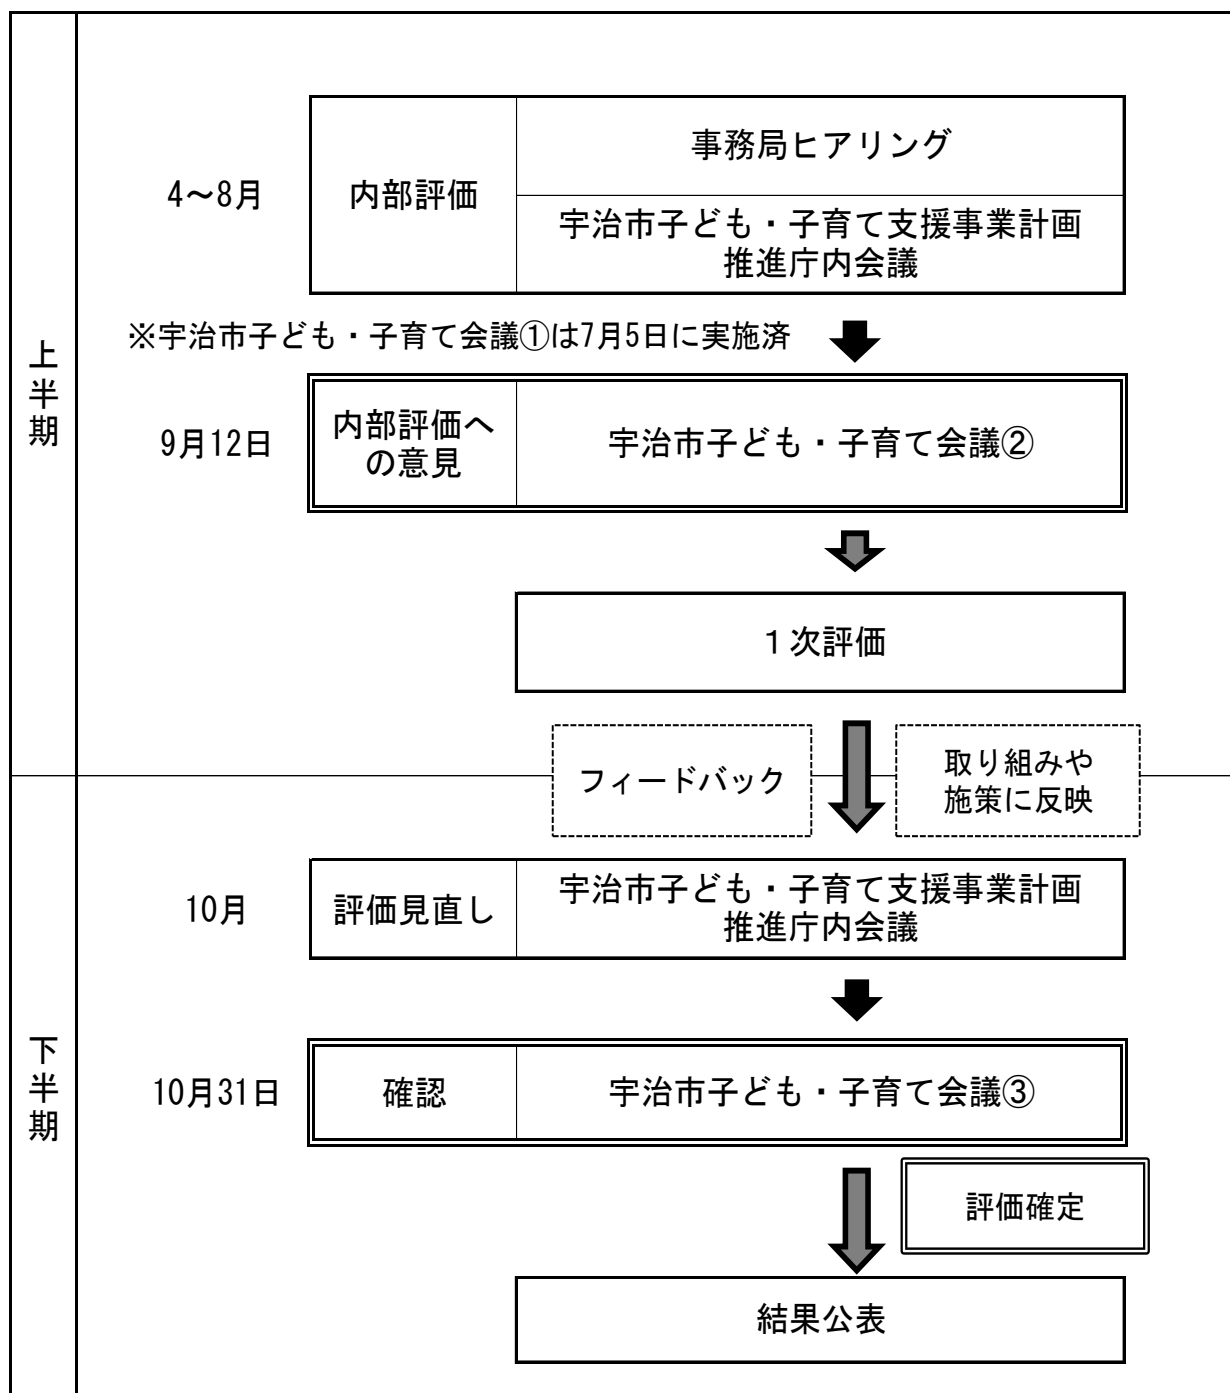 上半期
4～8月
内部評価
事務局ヒアリング
宇治市子ども・子育て支援事業計画
推進庁内会議
※宇治市子ども・子育て会議①は7月5日に実施済
9月12日
内部評価へ
の意見
宇治市子ども・子育て会議②
１次評価
フィードバック
取り組みや
施策に反映
下半期
10月
評価見直し
宇治市子ども・子育て支援事業計画
推進庁内会議
10月31日
確認
宇治市子ども・子育て会議③
評価確定
結果公表